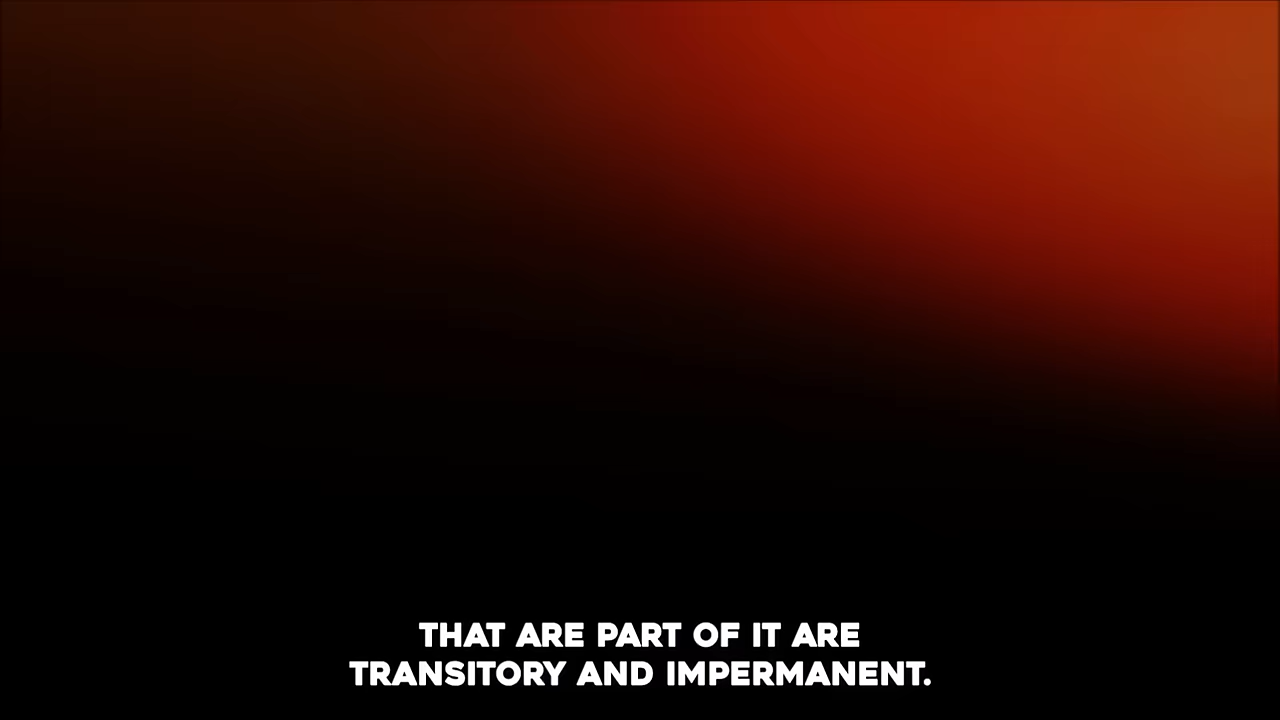 THAT ARE PART OF IT ARE
TRANSITORY AND IMPERMANENT.